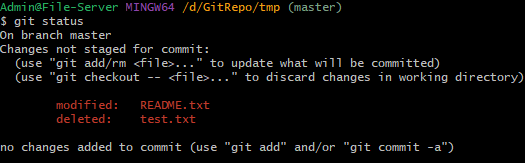 Admin@File-Server MINGW64 /d/GitRepo/tmp (master)
$ git status
On branch master
Changes not staged for commit:
  (use "git add/rm <file>..." to update what will be committed)
  (use "git checkout -- <file>..." to discard changes in working directory)

        modified:   README.txt
        deleted:    test.txt

no changes added to commit (use "git add" and/or "git commit -a")